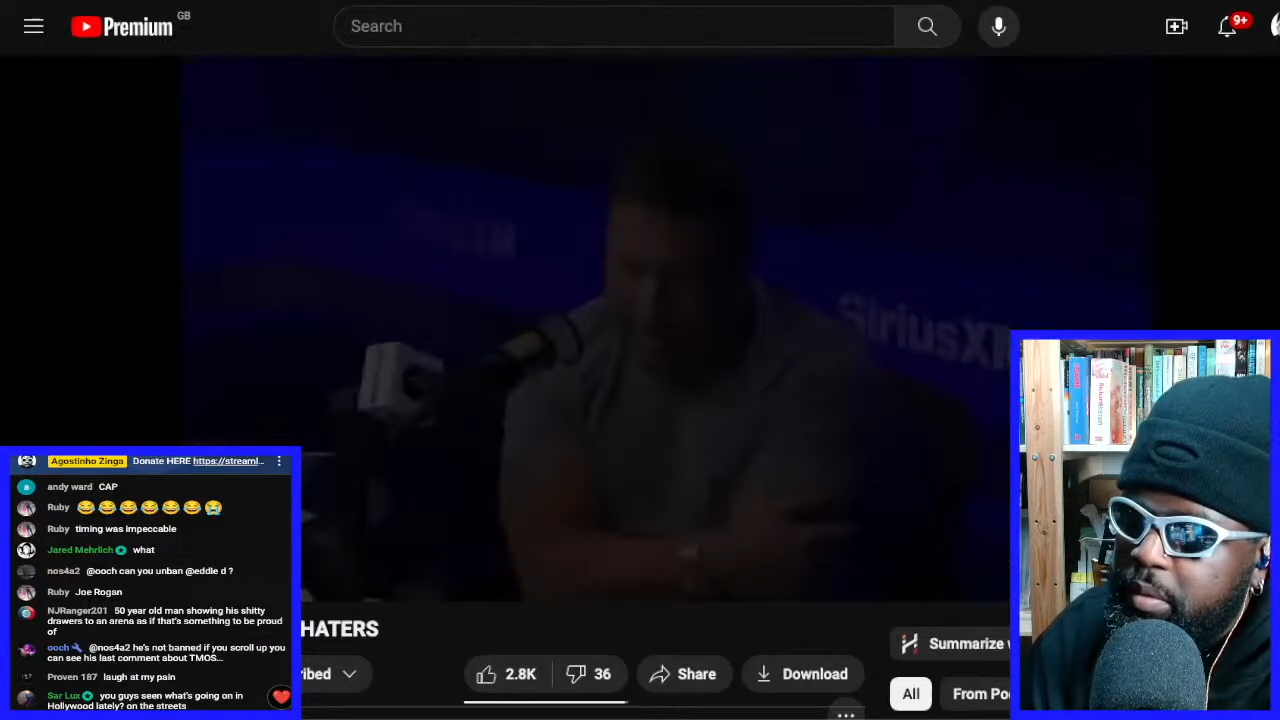 Premium GB
Search
9+
SiriusXM
HATERS
ribed
2.8K
36
Share
Download
Summarize
All
From Po
Agostinho Zinga Donate HERE https://streaml...
andy ward CAP
Ruby 😂😂😂😂😂😂😭
Ruby timing was impeccable
Jared Mehrlich what
nos4a2 @ooch can you unban @eddie d ?
Ruby Joe Rogan
NJRanger201 50 year old man showing his shitty
drawers to an arena as if that's something to be proud
of
ooch @nos4a2 he's not banned if you scroll up you
can see his last comment about TMOS...
Proven 187 laugh at my pain
Sar Lux you guys seen what's going on in
Hollywood lately? on the streets